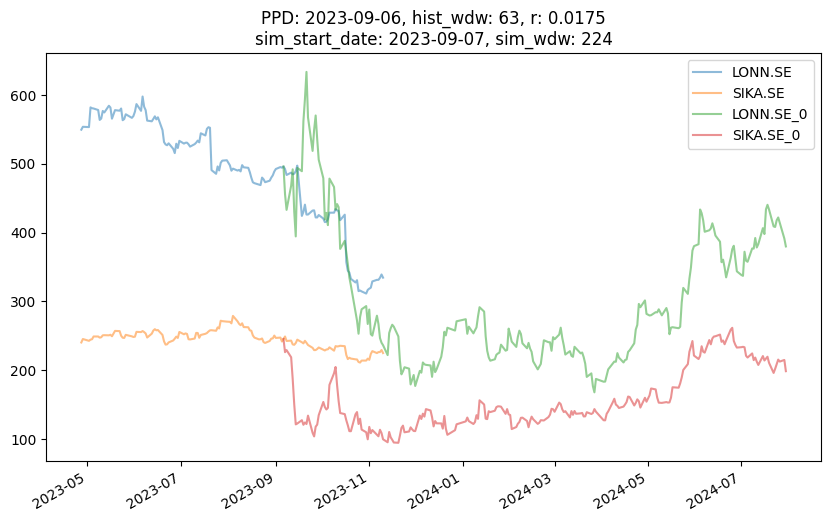 PPD: 2023-09-06, hist_wdw: 63, r: 0.0175
sim_start_date: 2023-09-07, sim_wdw: 224
LONN.SE
SIKA.SE
LONN.SE_0
SIKA.SE_0
600
500
400
300
200
100
2023-05
2023-07
2023-09
2023-11
2024-01
2024-03
2024-05
2024-07